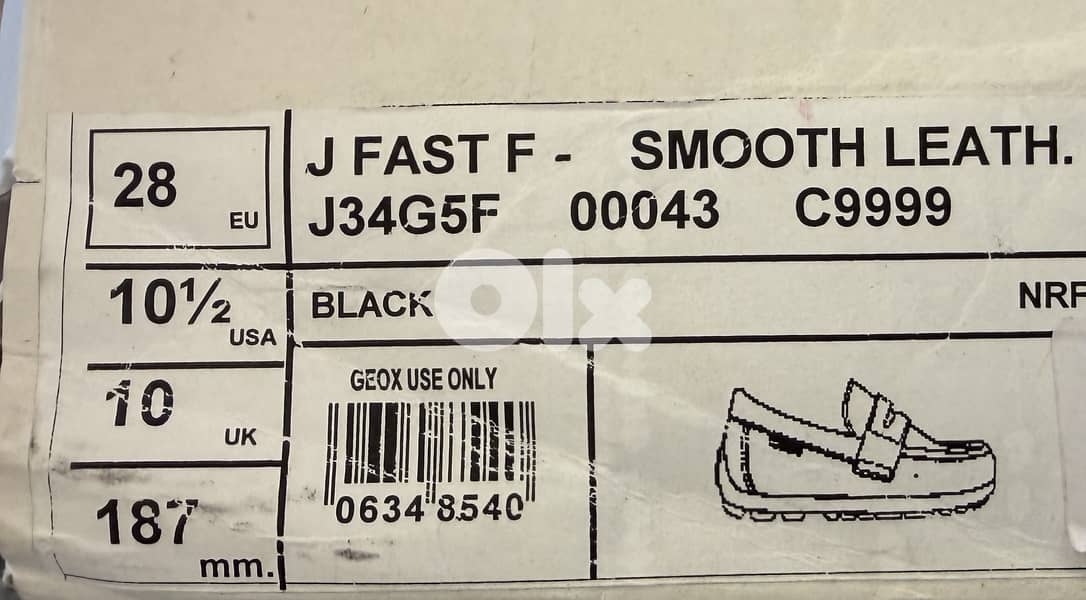 28 EU
J FAST F - SMOOTH LEATH.
J34G5F 00043 C9999
10½ USA
BLACK
NRF
10 UK
GEOX USE ONLY
0634 8540
187 mm.
olx